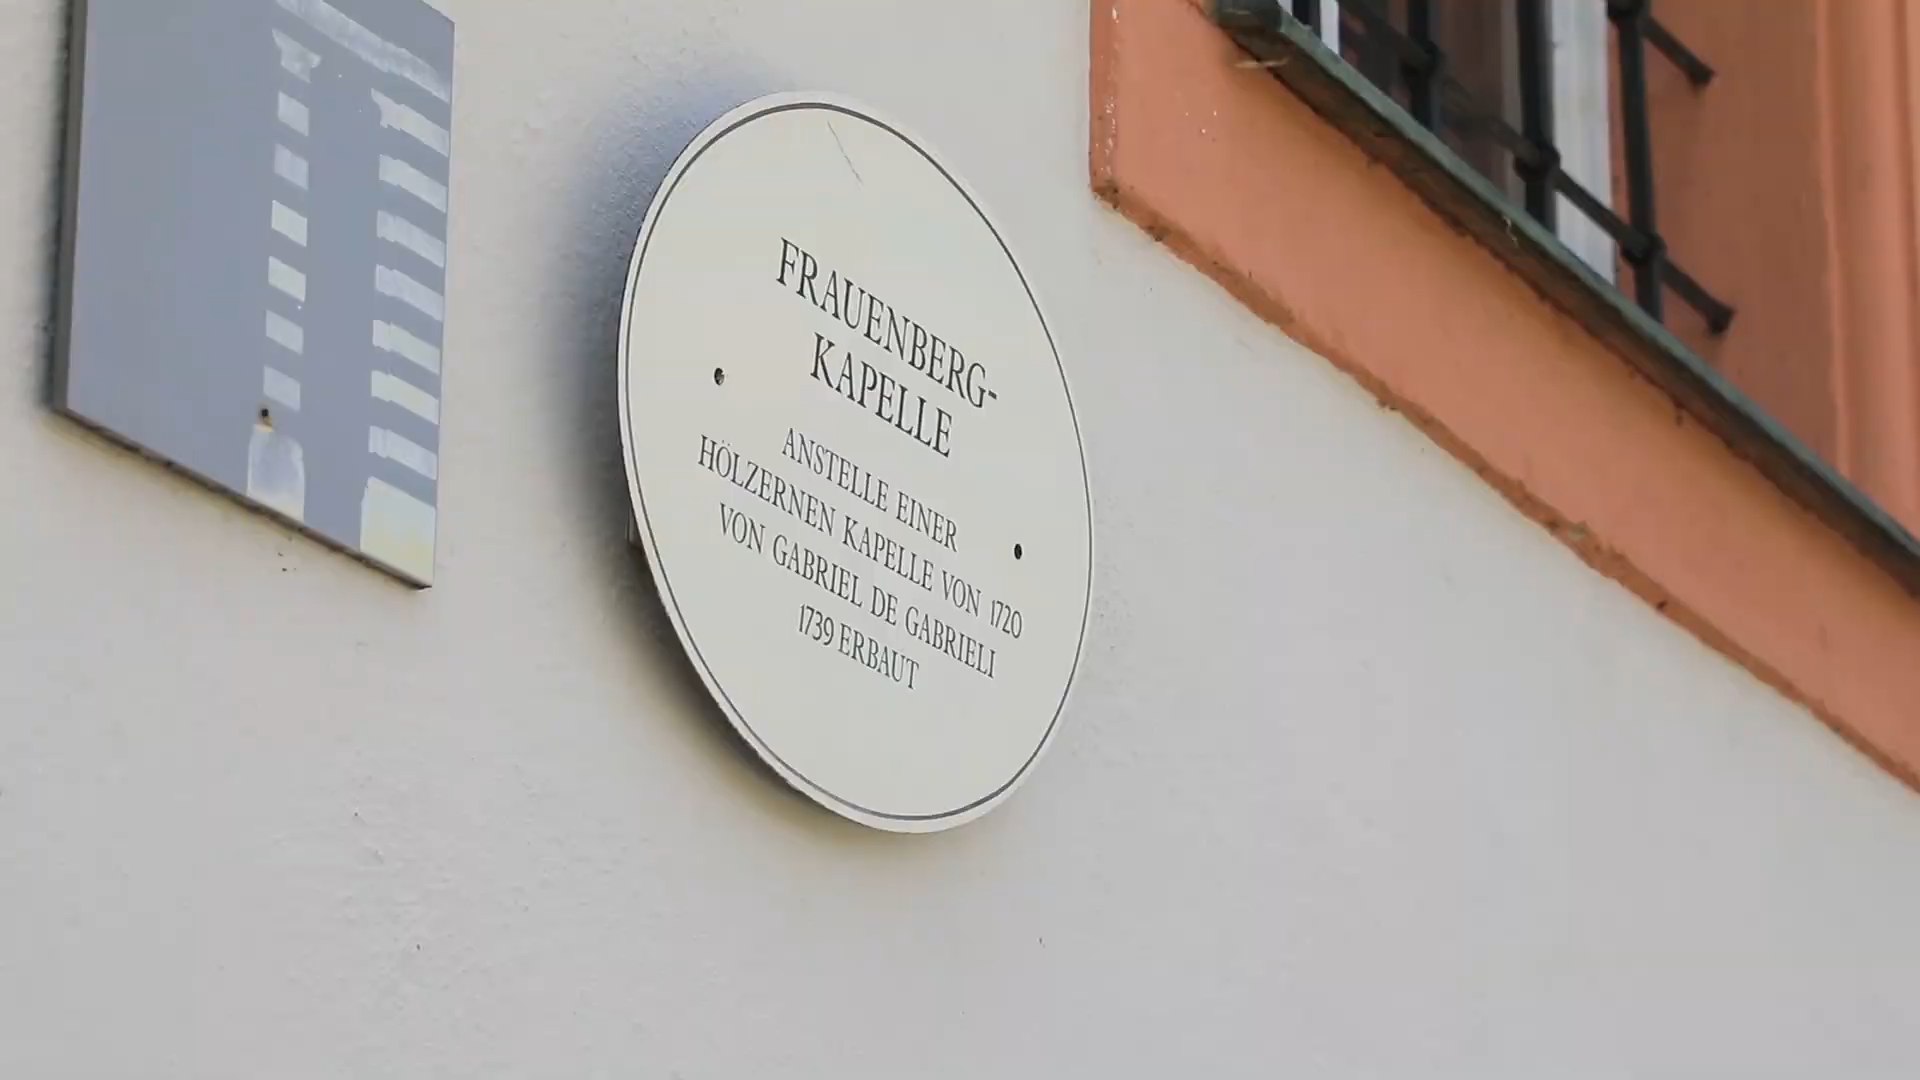 FRAUENBERG-
KAPELLE
ANSTELLE EINER
HÖLZERNEN KAPELLE VON 1720
VON GABRIEL DE GABRIELI
1739 ERBAUT